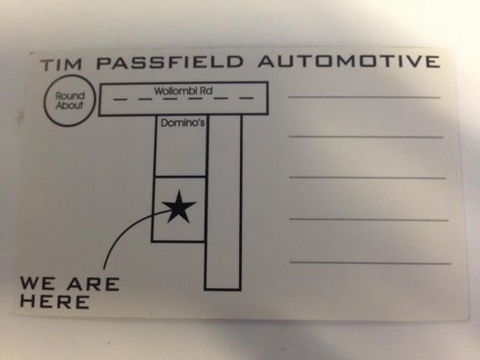 TIM PASSFIELD AUTOMOTIVE
Round
About
Wollombi Rd
Domino's
WE ARE
HERE